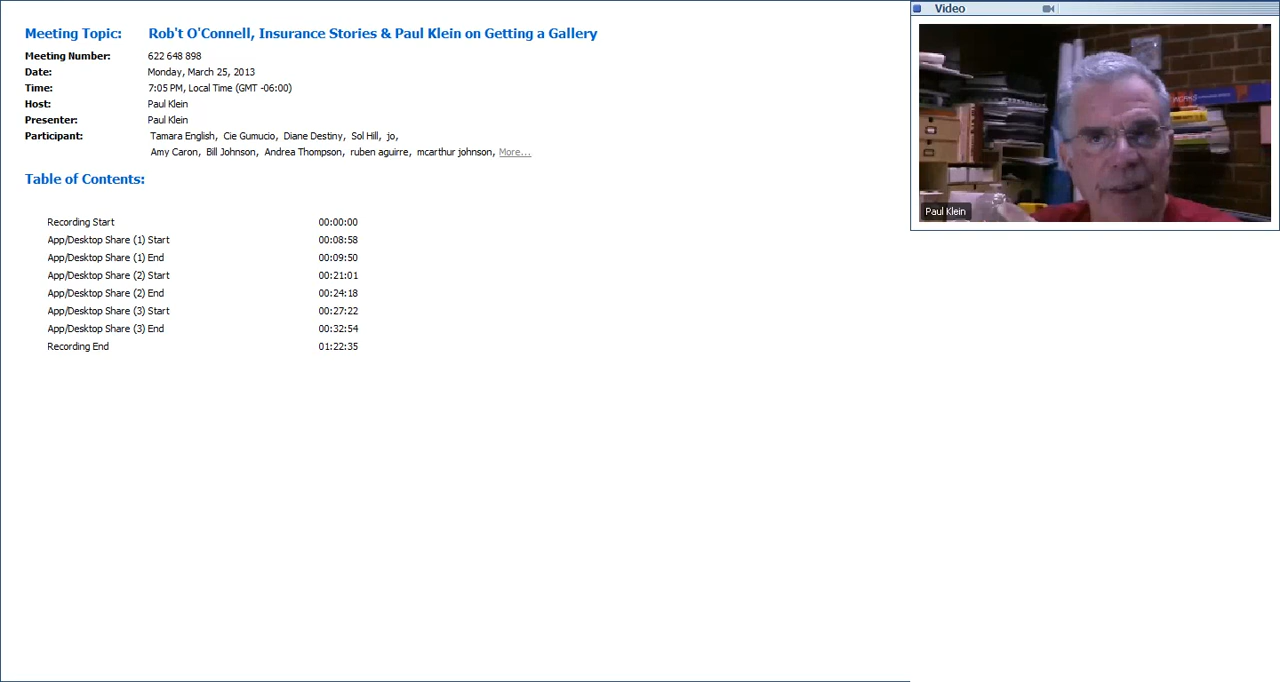 Video
Meeting Topic: Rob't O'Connell, Insurance Stories & Paul Klein on Getting a Gallery
Meeting Number: 622 648 898
Date: Monday, March 25, 2013
Time: 7:05 PM, Local Time (GMT -06:00)
Host: Paul Klein
Presenter: Paul Klein
Participant: Tamara English, Cie Gumucio, Diane Destiny, Sol Hill, jo,
Amy Caron, Bill Johnson, Andrea Thompson, ruben aguirre, mcarthur johnson, More...
Table of Contents:
Recording Start 00:00:00
App/Desktop Share (1) Start 00:08:58
App/Desktop Share (1) End 00:09:50
App/Desktop Share (2) Start 00:21:01
App/Desktop Share (2) End 00:24:18
App/Desktop Share (3) Start 00:27:22
App/Desktop Share (3) End 00:32:54
Recording End 01:22:35
WORKS
Paul Klein